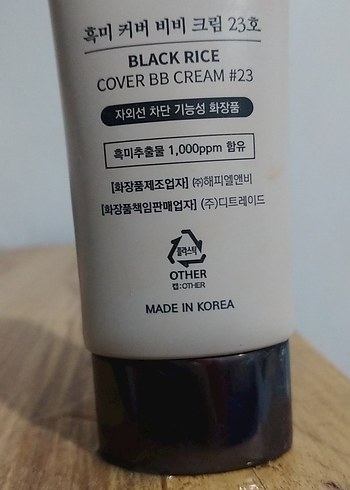 흑미 커버 비비 크림 23호
BLACK RICE
COVER BB CREAM #23
자외선 차단 기능성 화장품
흑미추출물 1,000ppm 함유
[화장품제조업자] (주)해피엘앤비
[화장품책임판매업자] (주)디트레이드
플라스틱
OTHER
캡:OTHER
MADE IN KOREA